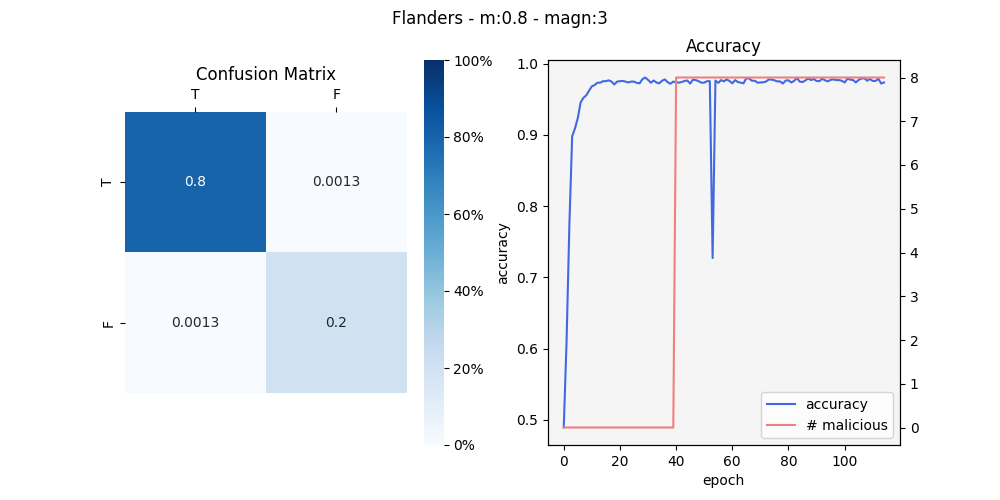 Flanders - m:0.8 - magn:3
Confusion Matrix
T F
T
F
0.8 0.0013
0.0013 0.2
100%
80%
60%
40%
20%
0%
Accuracy
accuracy
1.0
0.9
0.8
0.7
0.6
0.5
8
7
6
5
4
3
2
1
0
accuracy
# malicious
0 20 40 60 80 100
epoch